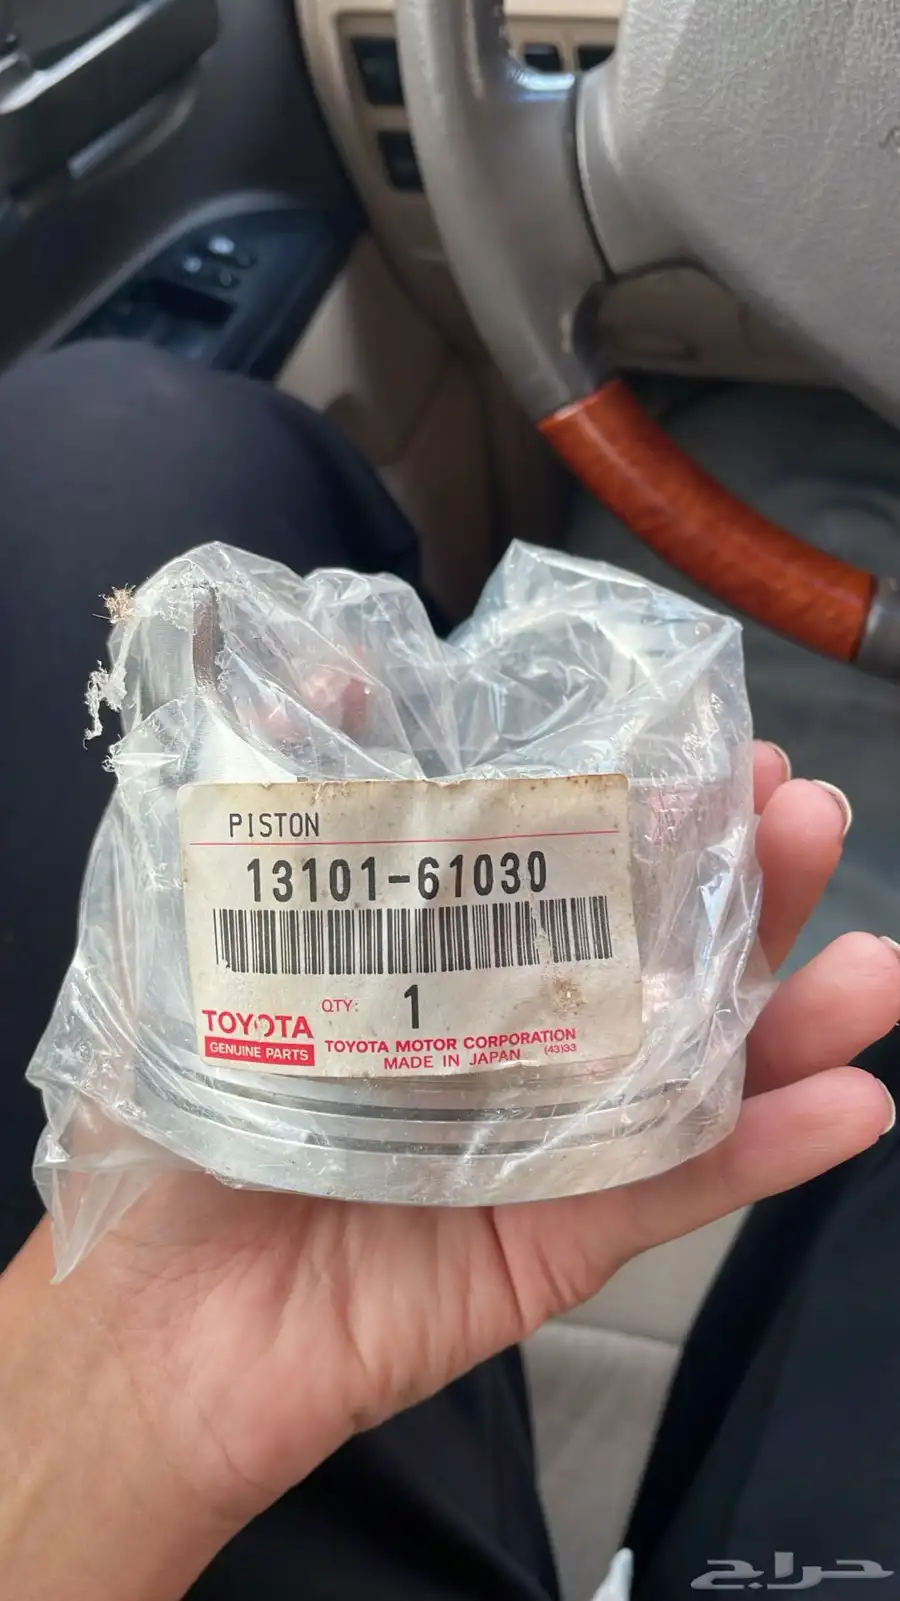 PISTON
13101-61030
QTY: 1
TOYOTA
GENUINE PARTS
TOYOTA MOTOR CORPORATION
MADE IN JAPAN (43)33
حراج